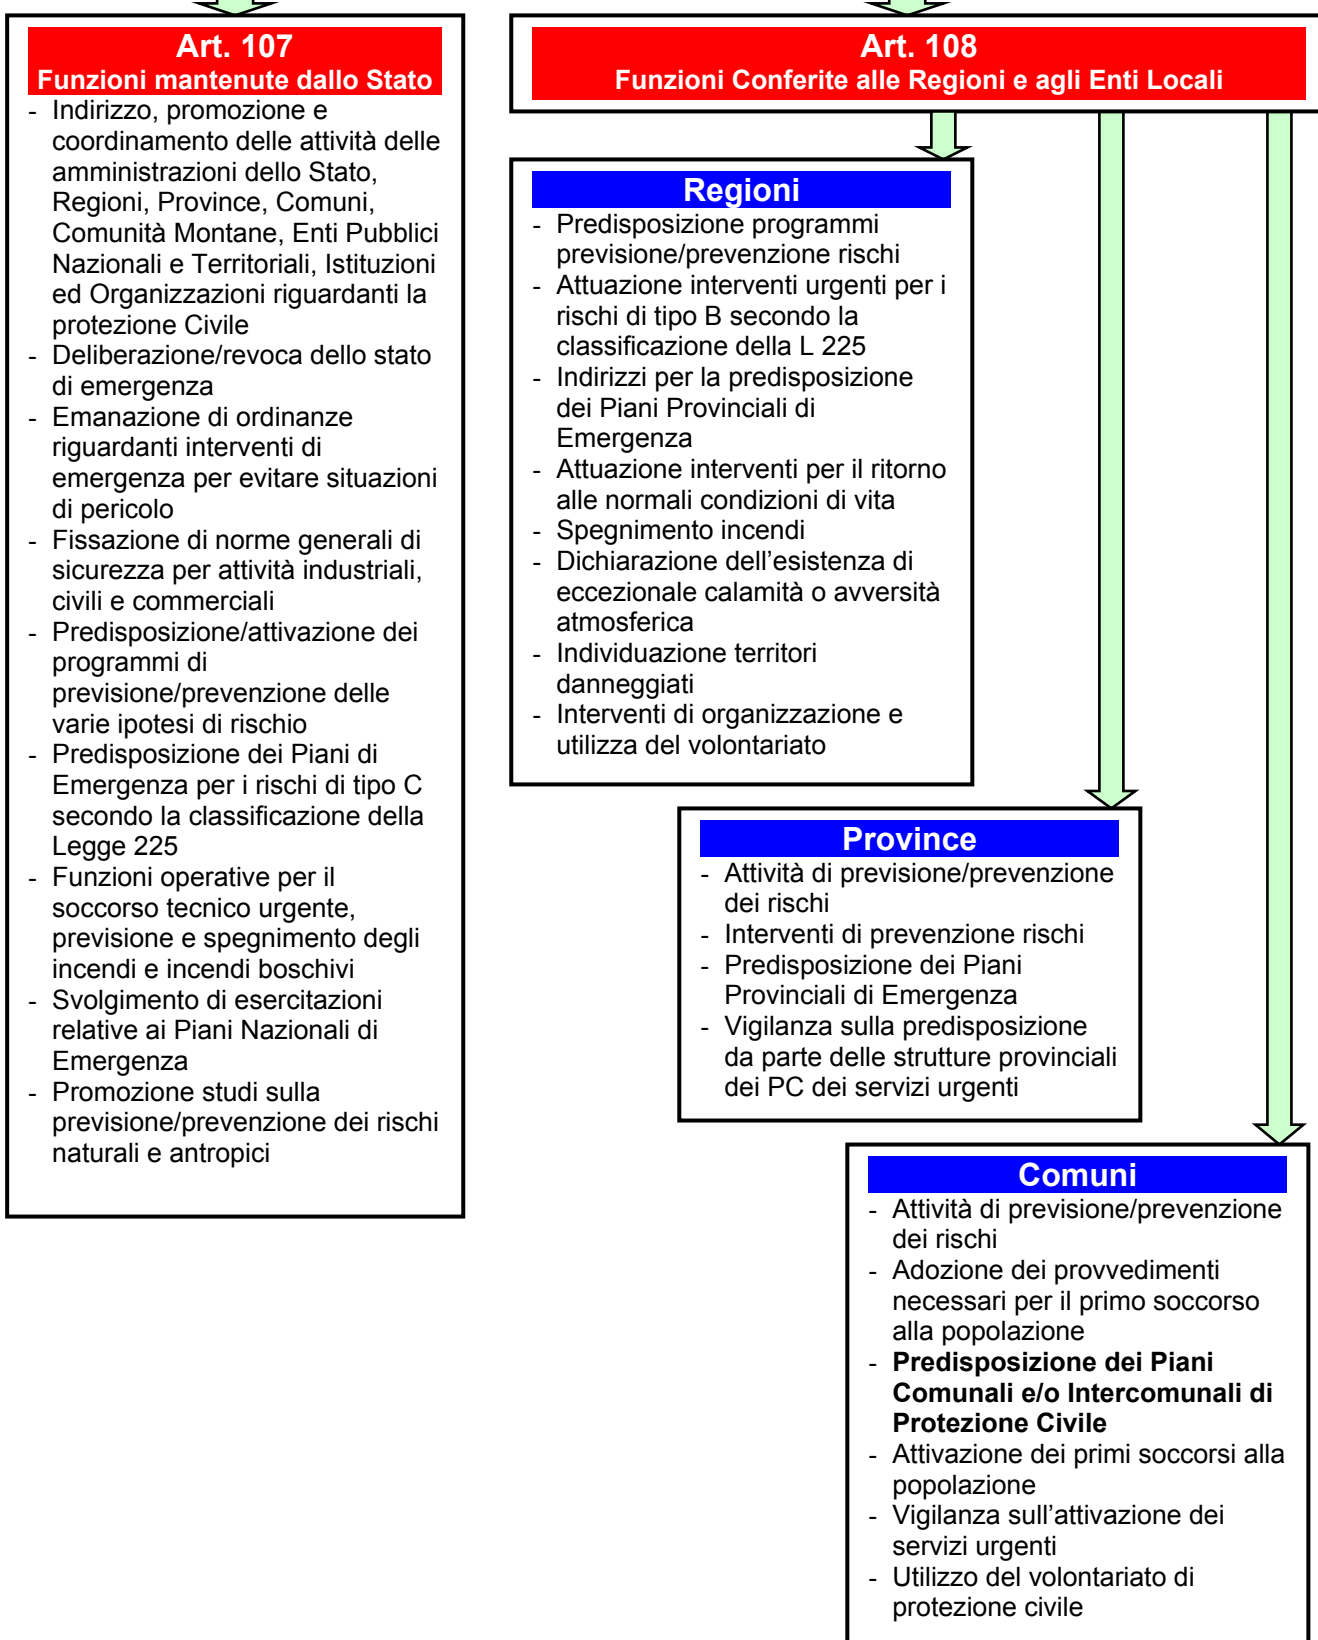 Art. 107
Funzioni mantenute dallo Stato
- Indirizzo, promozione e
coordinamento delle attività delle
amministrazioni dello Stato,
Regioni, Province, Comuni,
Comunità Montane, Enti Pubblici
Nazionali e Territoriali, Istituzioni
ed Organizzazioni riguardanti la
protezione Civile
- Deliberazione/revoca dello stato
di emergenza
- Emanazione di ordinanze
riguardanti interventi di
emergenza per evitare situazioni
di pericolo
- Fissazione di norme generali di
sicurezza per attività industriali,
civili e commerciali
- Predisposizione/attivazione dei
programmi di
previsione/prevenzione delle
varie ipotesi di rischio
- Predisposizione dei Piani di
Emergenza per i rischi di tipo C
secondo la classificazione della
Legge 225
- Funzioni operative per il
soccorso tecnico urgente,
previsione e spegnimento degli
incendi e incendi boschivi
- Svolgimento di esercitazioni
relative ai Piani Nazionali di
Emergenza
- Promozione studi sulla
previsione/prevenzione dei rischi
naturali e antropici
Art. 108
Funzioni Conferite alle Regioni e agli Enti Locali
Regioni
- Predisposizione programmi
previsione/prevenzione rischi
- Attuazione interventi urgenti per i
rischi di tipo B secondo la
classificazione della L 225
- Indirizzi per la predisposizione
dei Piani Provinciali di
Emergenza
- Attuazione interventi per il ritorno
alle normali condizioni di vita
- Spegnimento incendi
- Dichiarazione dell’esistenza di
eccezionale calamità o avversità
atmosferica
- Individuazione territori
danneggiati
- Interventi di organizzazione e
utilizza del volontariato
Province
- Attività di previsione/prevenzione
dei rischi
- Interventi di prevenzione rischi
- Predisposizione dei Piani
Provinciali di Emergenza
- Vigilanza sulla predisposizione
da parte delle strutture provinciali
dei PC dei servizi urgenti
Comuni
- Attività di previsione/prevenzione
dei rischi
- Adozione dei provvedimenti
necessari per il primo soccorso
alla popolazione
- Predisposizione dei Piani
Comunali e/o Intercomunali di
Protezione Civile
- Attivazione dei primi soccorsi alla
popolazione
- Vigilanza sull’attivazione dei
servizi urgenti
- Utilizzo del volontariato di
protezione civile